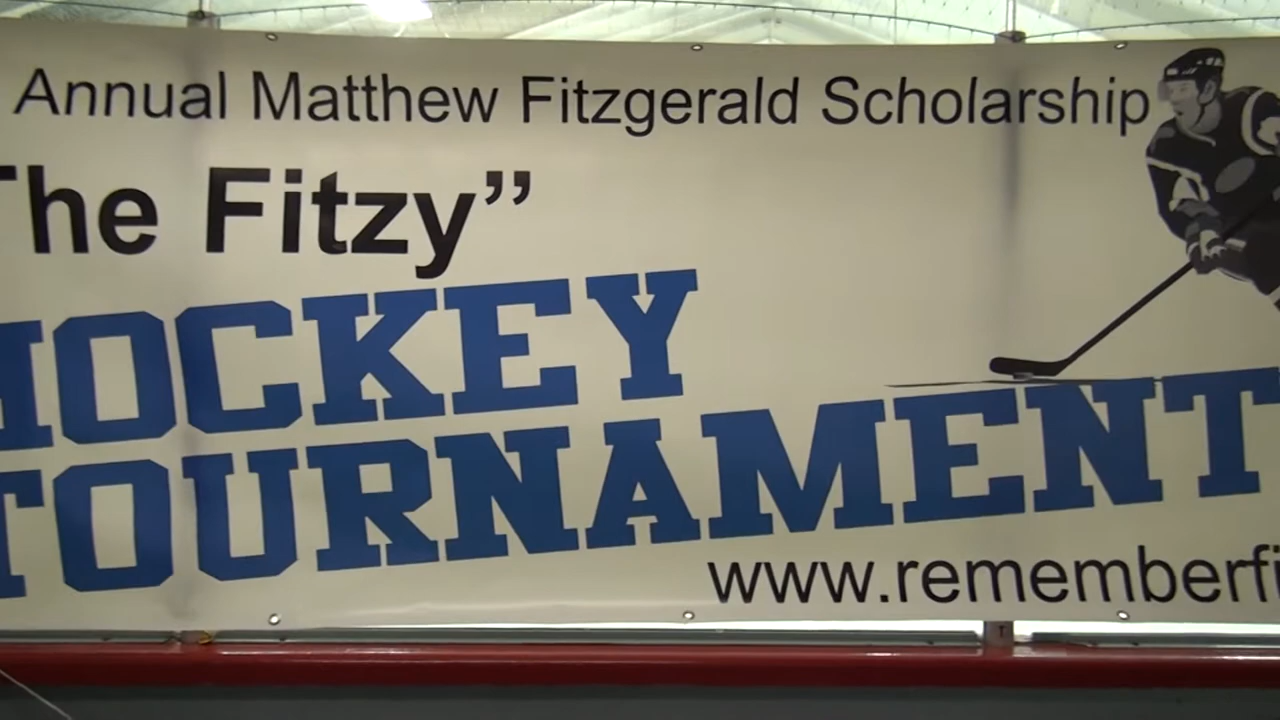 Annual Matthew Fitzgerald Scholarship
The Fitzy”
HOCKEY
TOURNAMENT
www.rememberfi